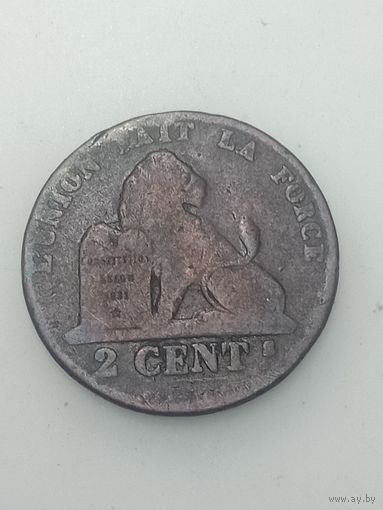 L'UNION FAIT LA FORCE
CONSTITUTION
BELGE
1831
2 CENTs
www.ay.by